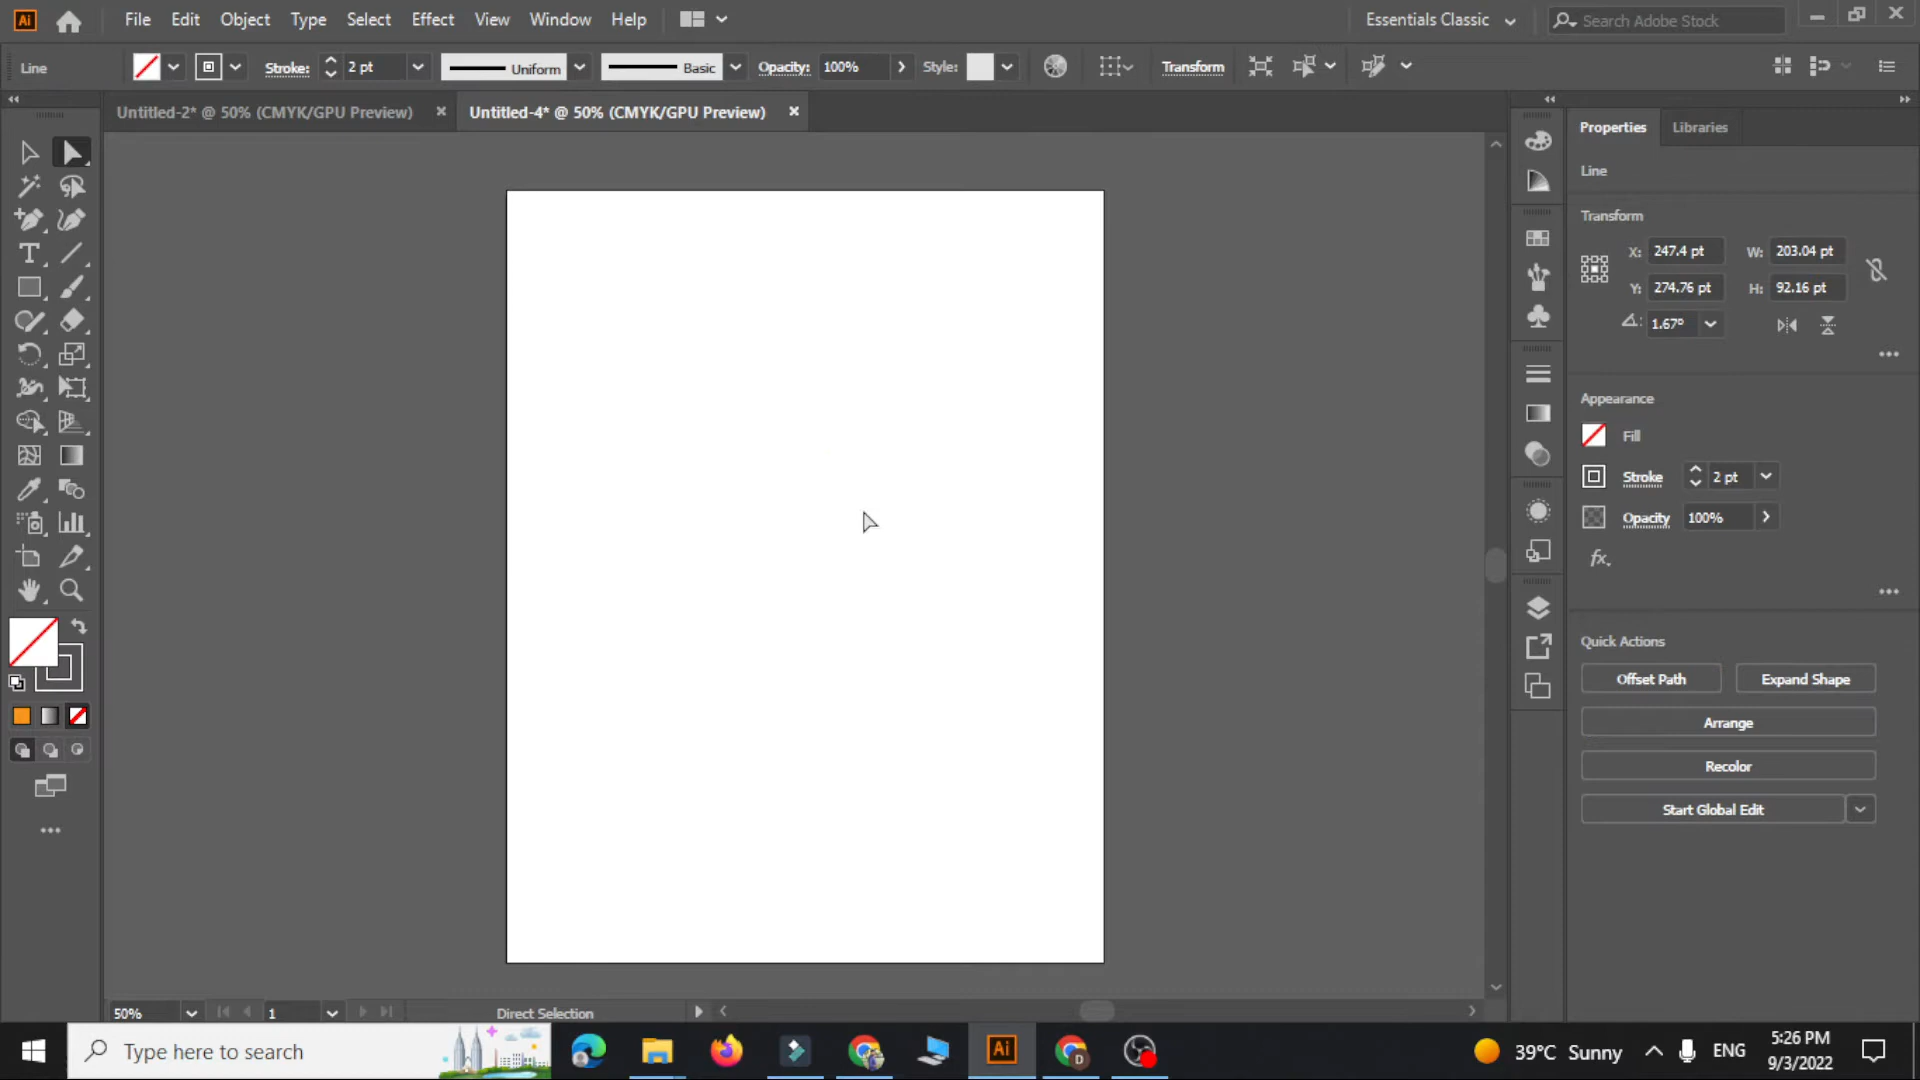 Ai File Edit Object Type Select Effect View Window Help Essentials Classic Search Adobe Stock
Line Stroke: 2 pt Uniform Basic Opacity: 100% Style: Transform
Untitled-2* @ 50% (CMYK/GPU Preview) Untitled-4* @ 50% (CMYK/GPU Preview)
Properties Libraries
Line
Transform
X: 247.4 pt W: 203.04 pt
Y: 274.76 pt H: 92.16 pt
1.67°
Appearance
Fill
Stroke 2 pt
Opacity 100%
fx.
Quick Actions
Offset Path Expand Shape
Arrange
Recolor
Start Global Edit
50% 1 Direct Selection
Type here to search Ai D 39°C Sunny ENG 5:26 PM
9/3/2022